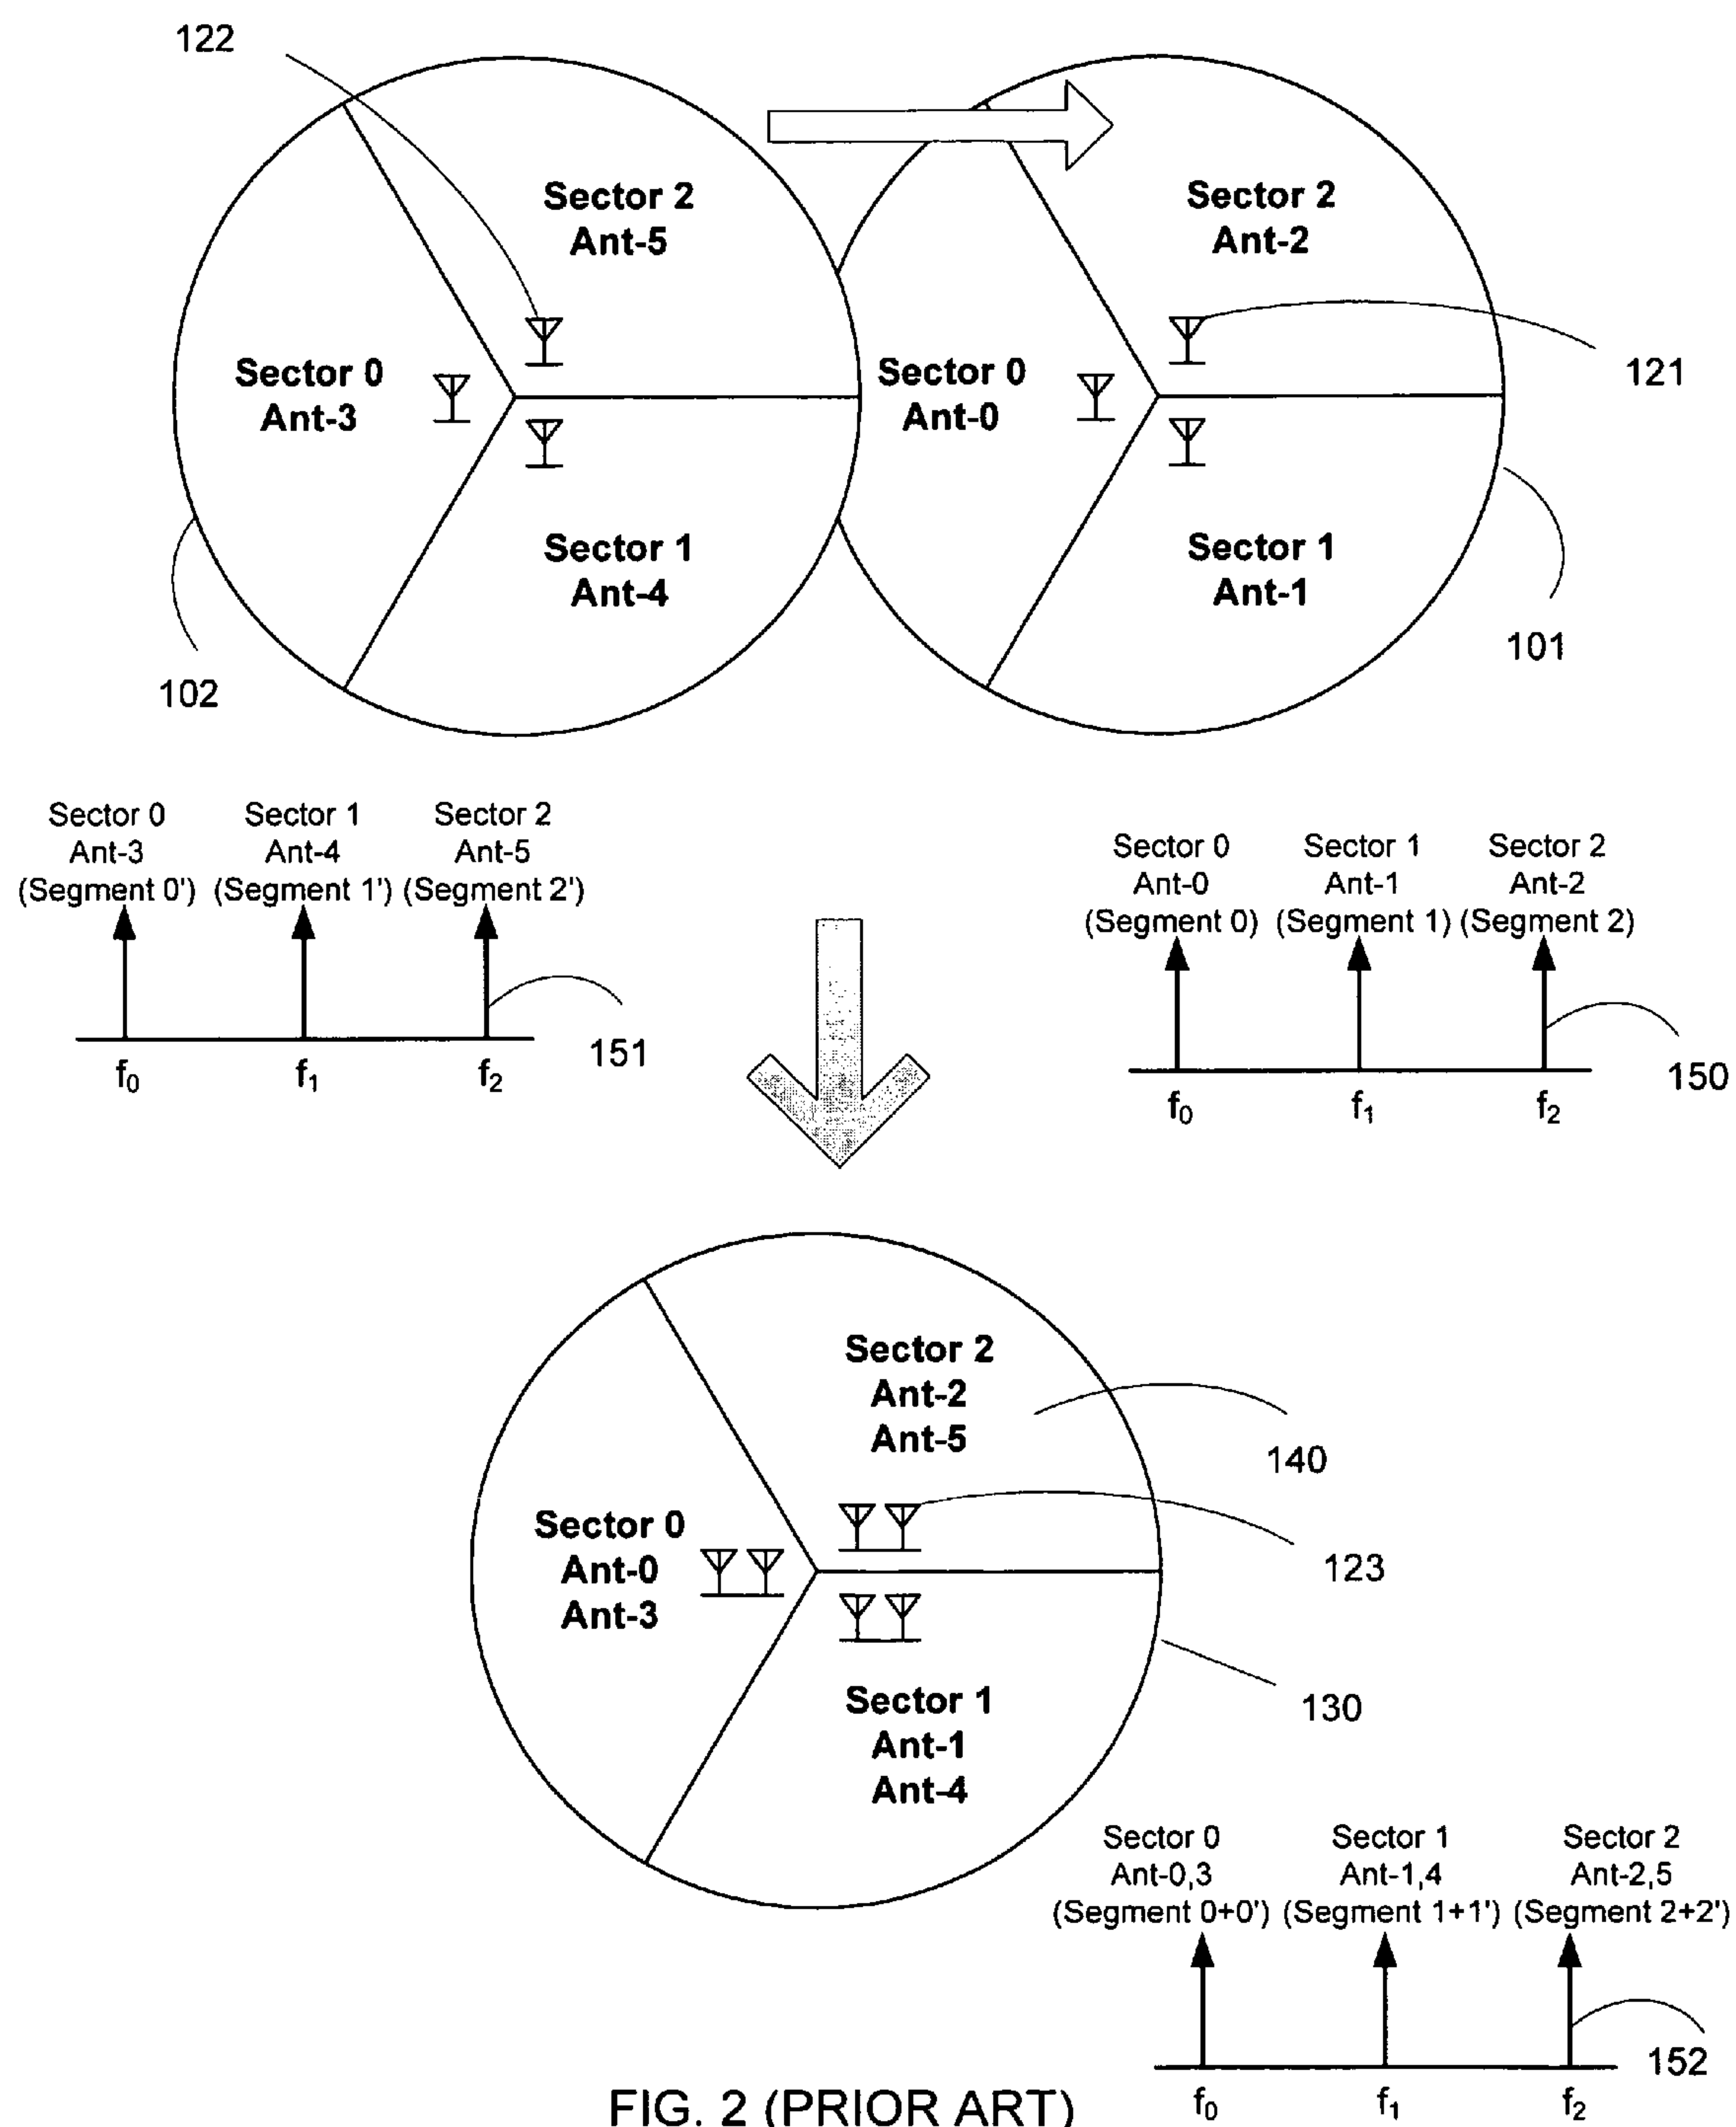 122
Sector 2
Ant-5
Sector 2
Ant-2
Sector 0
Ant-3
Sector 0
Ant-0
121
Sector 1
Ant-4
Sector 1
Ant-1
102
101
Sector 0
Ant-3
(Segment 0')
Sector 1
Ant-4
(Segment 1')
Sector 2
Ant-5
(Segment 2')
151
f0
f1
f2
Sector 0
Ant-0
(Segment 0)
Sector 1
Ant-1
(Segment 1)
Sector 2
Ant-2
(Segment 2)
150
f0
f1
f2
Sector 2
Ant-2
Ant-5
140
Sector 0
Ant-0
Ant-3
123
130
Sector 1
Ant-1
Ant-4
Sector 0
Ant-0,3
(Segment 0+0')
Sector 1
Ant-1,4
(Segment 1+1')
Sector 2
Ant-2,5
(Segment 2+2')
152
f0
f1
f2
FIG. 2 (PRIOR ART)